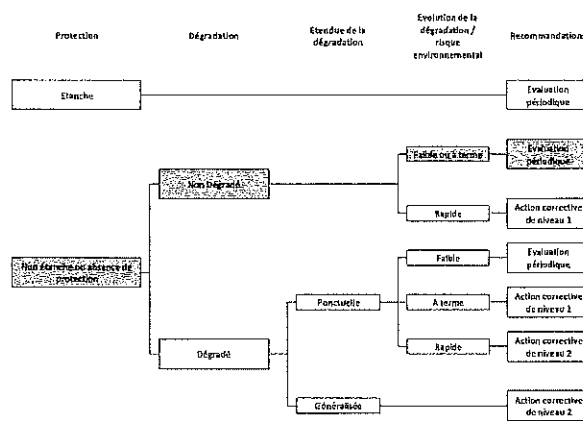 Protection
Dégradation
Etendue de la
dégradation
Evolution de la
dégradation /
risque
environnemental
Recommandations
Etanche
Evaluation
périodique
Non étanche ou absence de
protection
Non Dégradé
Faible ou à terme
Evaluation
périodique
Rapide
Action corrective
de niveau 1
Dégradé
Ponctuelle
Faible
Evaluation
périodique
A terme
Action corrective
de niveau 1
Rapide
Action corrective
de niveau 2
Généralisée
Action corrective
de niveau 2